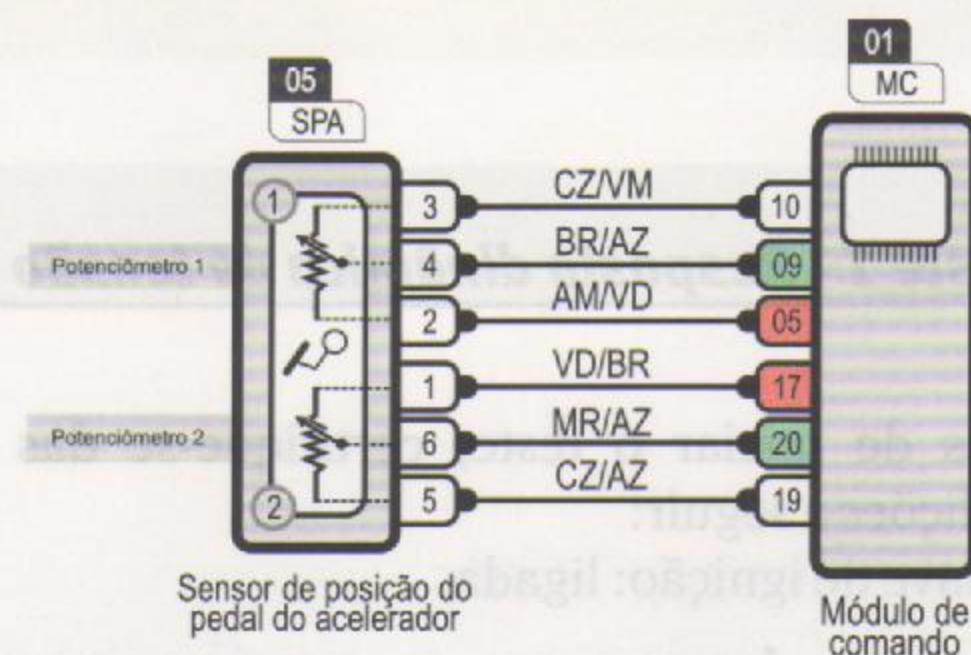 05
SPA
01
MC
Potenciômetro 1
Potenciômetro 2
1
2
3 CZ/VM 10
4 BR/AZ 09
2 AM/VD 05
1 VD/BR 17
6 MR/AZ 20
5 CZ/AZ 19
Sensor de posição do
pedal do acelerador
Módulo de
comando